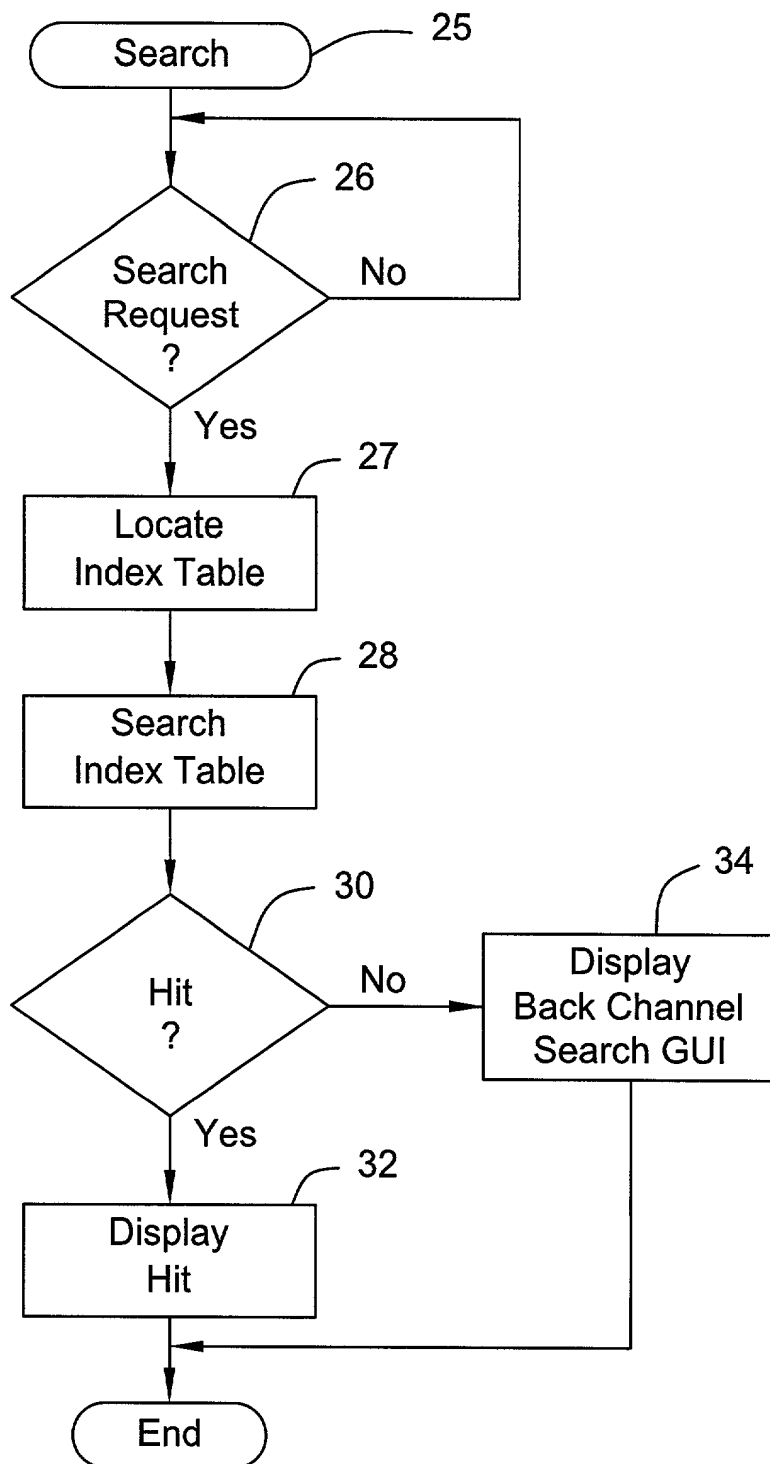 Search
25
26
Search
Request
?
No
Yes
27
Locate
Index Table
28
Search
Index Table
30
Hit
?
No
34
Display
Back Channel
Search GUI
Yes
32
Display
Hit
End